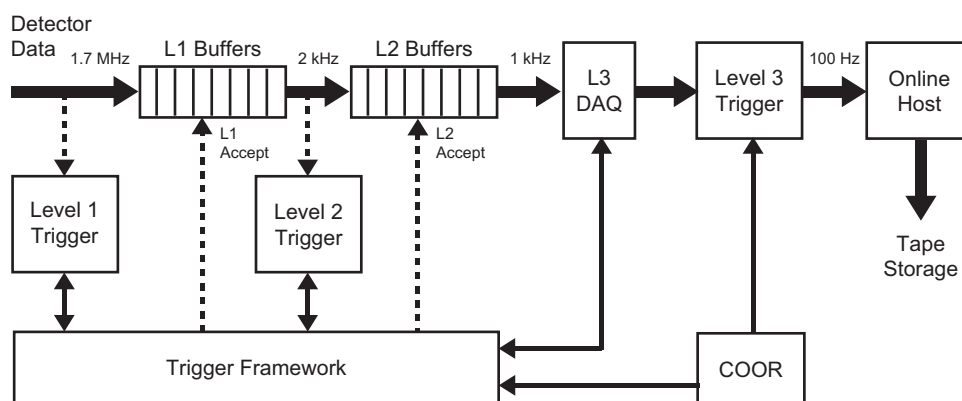 Detector
Data
1.7 MHz
L1 Buffers
2 kHz
L2 Buffers
1 kHz
L3
DAQ
Level 3
Trigger
100 Hz
Online
Host
L1
Accept
L2
Accept
Level 1
Trigger
Level 2
Trigger
Tape
Storage
Trigger Framework
COOR